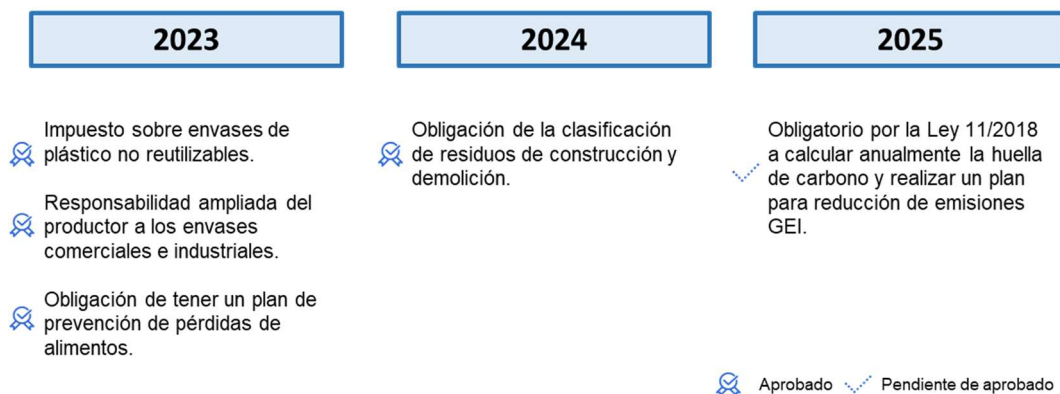 2023
Impuesto sobre envases de
plástico no reutilizables.
Responsabilidad ampliada del
productor a los envases
comerciales e industriales.
Obligación de tener un plan de
prevención de pérdidas de
alimentos.
2024
Obligación de la clasificación
de residuos de construcción y
demolición.
2025
Obligatorio por la Ley 11/2018
a calcular anualmente la huella
de carbono y realizar un plan
para reducción de emisiones
GEI.
Aprobado
Pendiente de aprobado